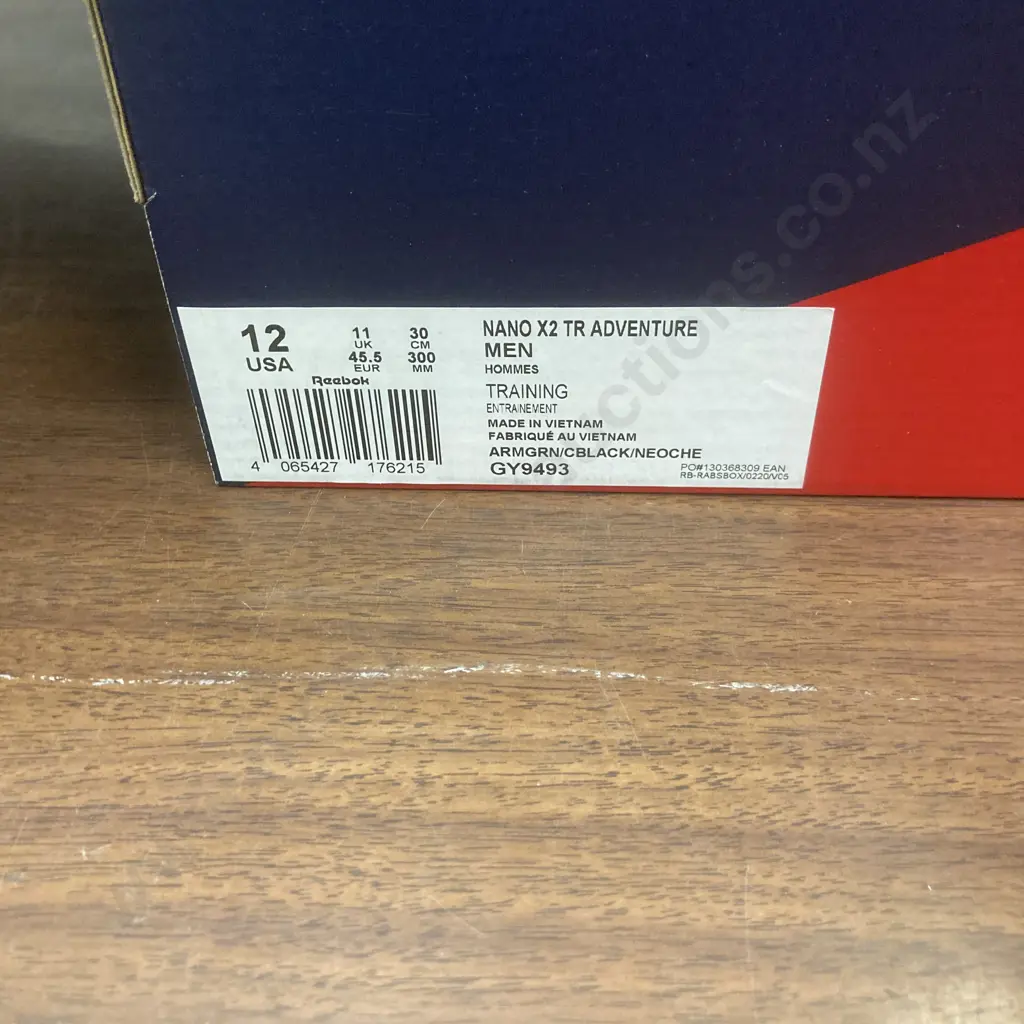 12
USA
11
UK
45.5
EUR
30
CM
300
MM
Reebok
4 065427 176215
NANO X2 TR ADVENTURE
MEN
HOMMES
TRAINING
ENTRAINEMENT
MADE IN VIETNAM
FABRIQUÉ AU VIETNAM
ARMGRN/CBLACK/NEOCHE
GY9493
PO#130368309 EAN
RB-RABSBOX/0220/V05